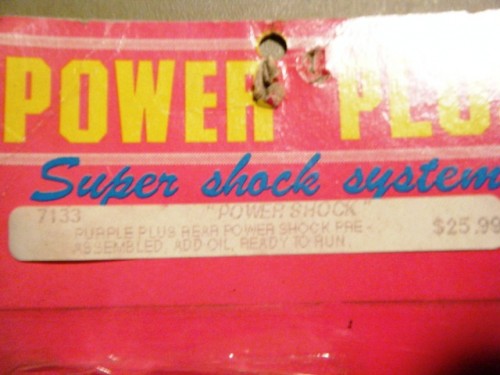 POWER PLU
Super shock system
7133 "POWER SHOCK"
PURPLE PLUS REAR POWER SHOCK PRE- $25.99
ASSEMBLED. ADD OIL, READY TO RUN.